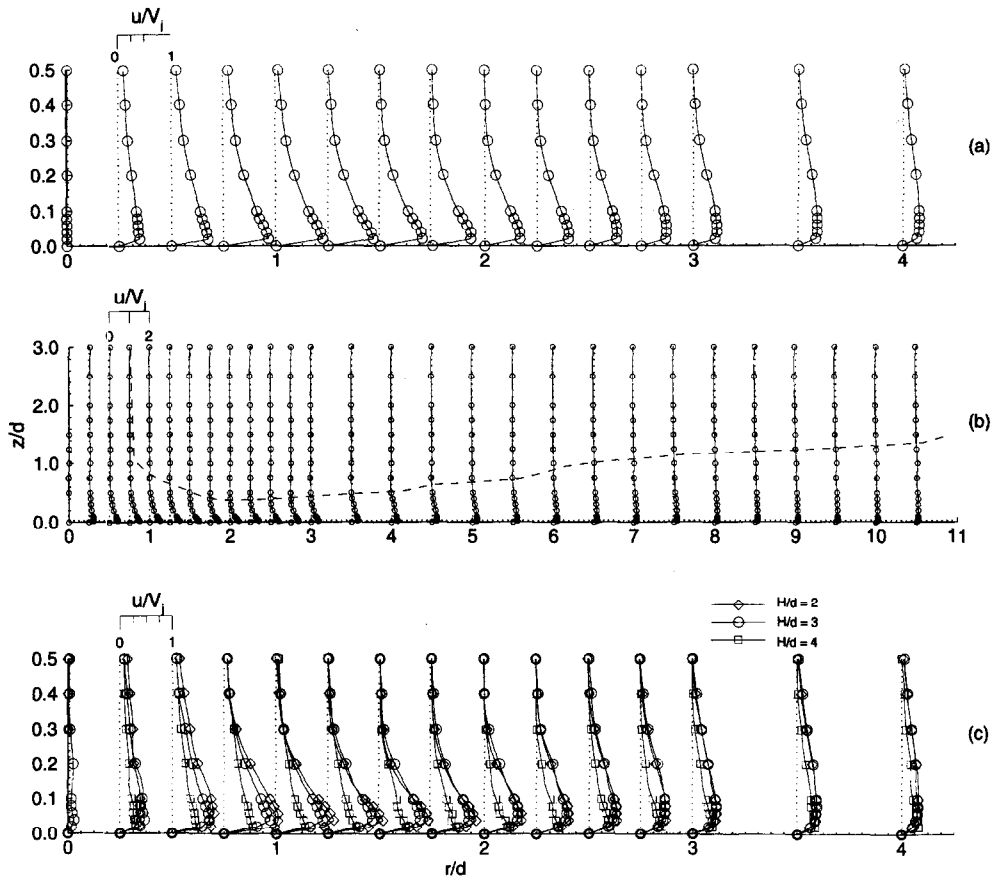 u/Vj
0 1
0.5
0.4
0.3
0.2
0.1
0.0
0 1 2 3 4
(a)
u/Vj
0 2
3.0
2.0
1.0
0.0
z/d
0 1 2 3 4 5 6 7 8 9 10 11
(b)
u/Vj
0 1
H/d = 2
H/d = 3
H/d = 4
0.5
0.4
0.3
0.2
0.1
0.0
0 1 2 3 4
(c)
r/d